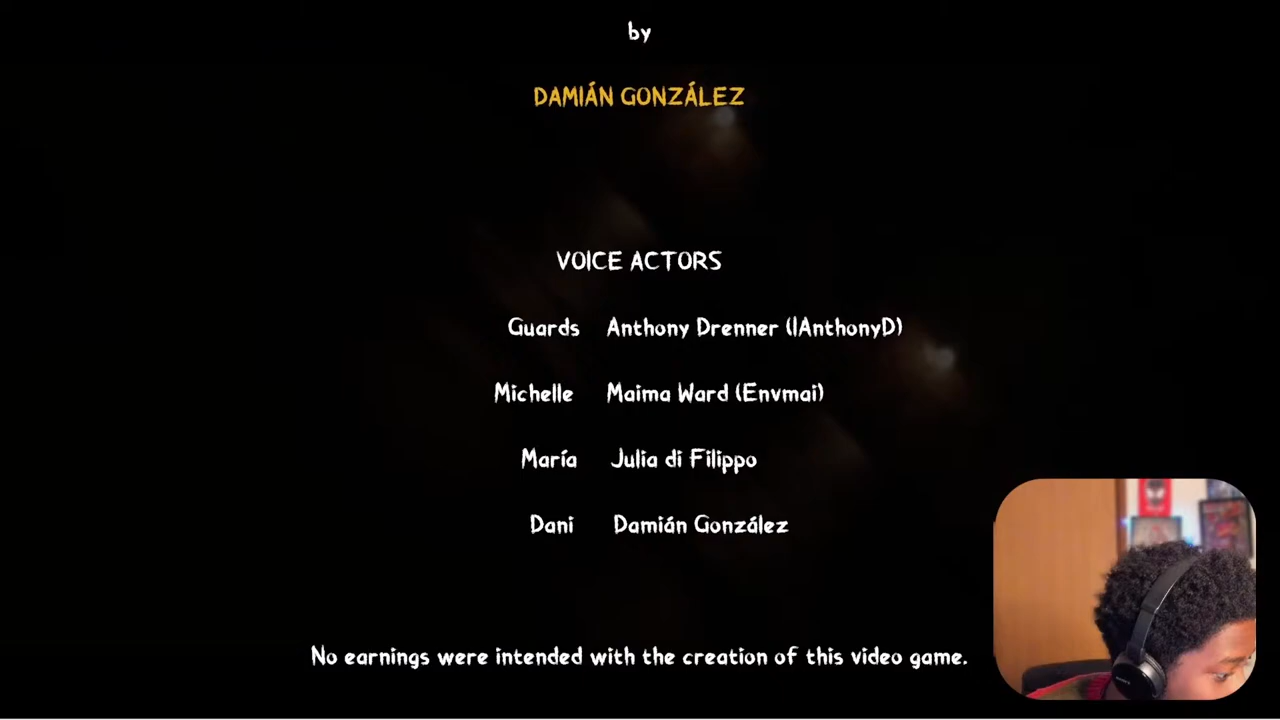 by
DAMIÁN GONZÁLEZ
VOICE ACTORS
Guards Anthony Drenner (IAnthonyD)
Michelle Maima Ward (Envmai)
María Julia di Filippo
Dani Damián González
No earnings were intended with the creation of this video game.